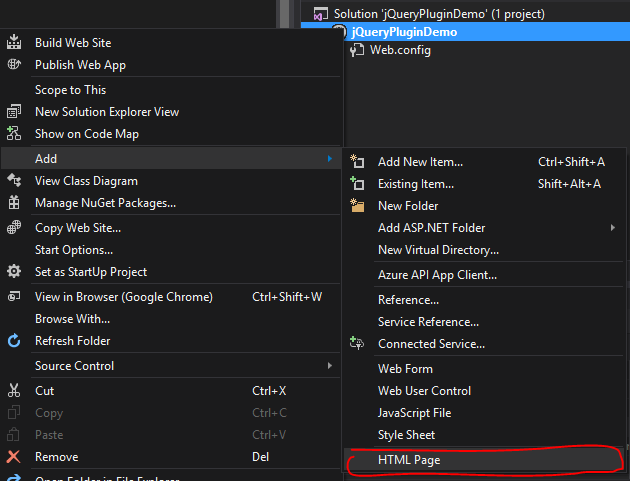 Solution 'jQueryPluginDemo' (1 project)
jQueryPluginDemo
Web.config
Build Web Site
Publish Web App
Scope to This
New Solution Explorer View
Show on Code Map
Add
View Class Diagram
Manage NuGet Packages...
Copy Web Site...
Start Options...
Set as StartUp Project
View in Browser (Google Chrome) Ctrl+Shift+W
Browse With...
Refresh Folder
Source Control
Cut Ctrl+X
Copy Ctrl+C
Paste Ctrl+V
Remove Del
Open Folder in File Explorer
Add New Item... Ctrl+Shift+A
Existing Item... Shift+Alt+A
New Folder
Add ASP.NET Folder
New Virtual Directory...
Azure API App Client...
Reference...
Service Reference...
Connected Service...
Web Form
Web User Control
JavaScript File
Style Sheet
HTML Page